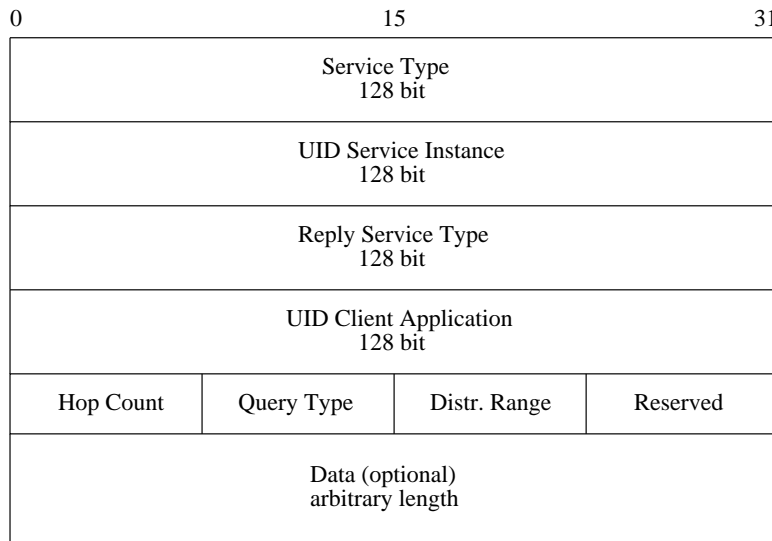 0 15 31
Service Type
128 bit
UID Service Instance
128 bit
Reply Service Type
128 bit
UID Client Application
128 bit
Hop Count Query Type Distr. Range Reserved
Data (optional)
arbitrary length